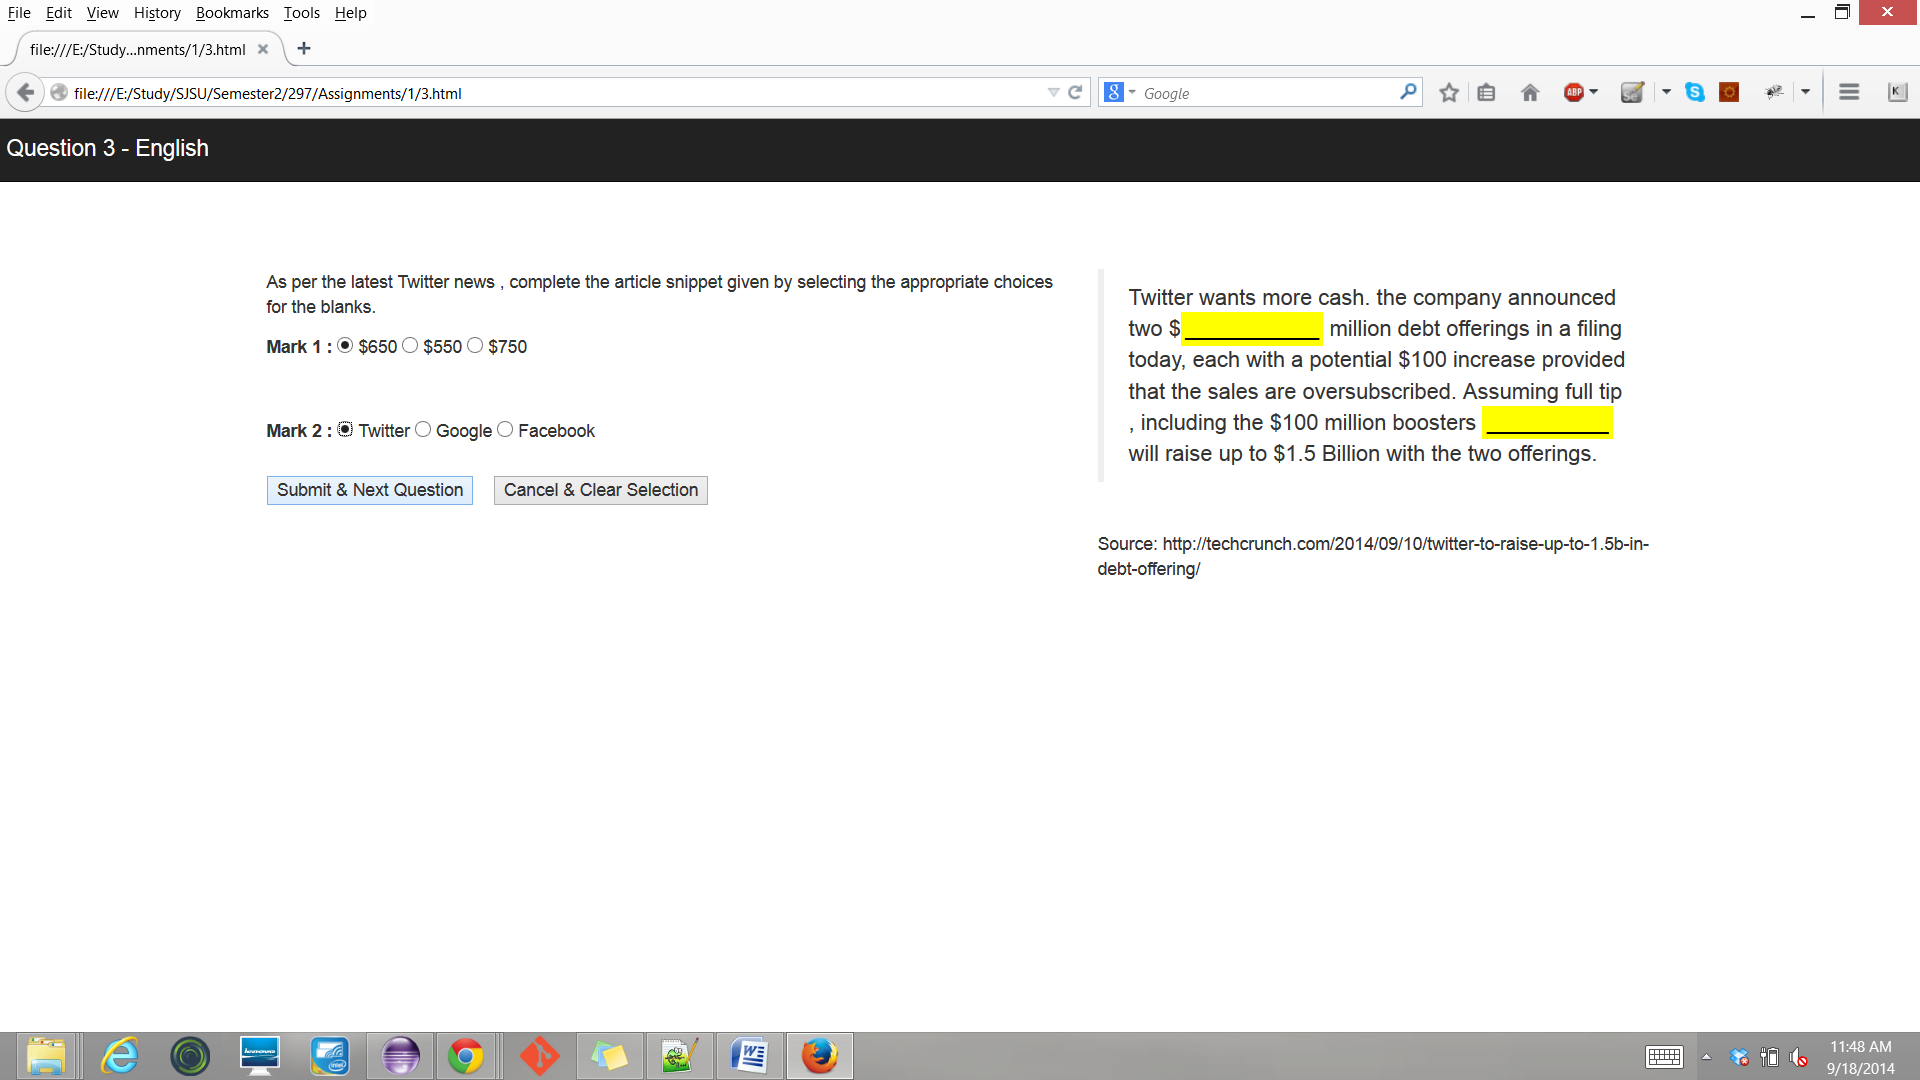 File Edit View History Bookmarks Tools Help
file:///E:/Study...nments/1/3.html
file:///E:/Study/SJSU/Semester2/297/Assignments/1/3.html
Google
ABP
Question 3 - English
As per the latest Twitter news , complete the article snippet given by selecting the appropriate choices
for the blanks.
Mark 1 : $650 $550 $750
Mark 2 : Twitter Google Facebook
Submit & Next Question Cancel & Clear Selection
Twitter wants more cash. the company announced
two $____________ million debt offerings in a filing
today, each with a potential $100 increase provided
that the sales are oversubscribed. Assuming full tip
, including the $100 million boosters ___________
will raise up to $1.5 Billion with the two offerings.
Source: http://techcrunch.com/2014/09/10/twitter-to-raise-up-to-1.5b-in-
debt-offering/
11:48 AM
9/18/2014